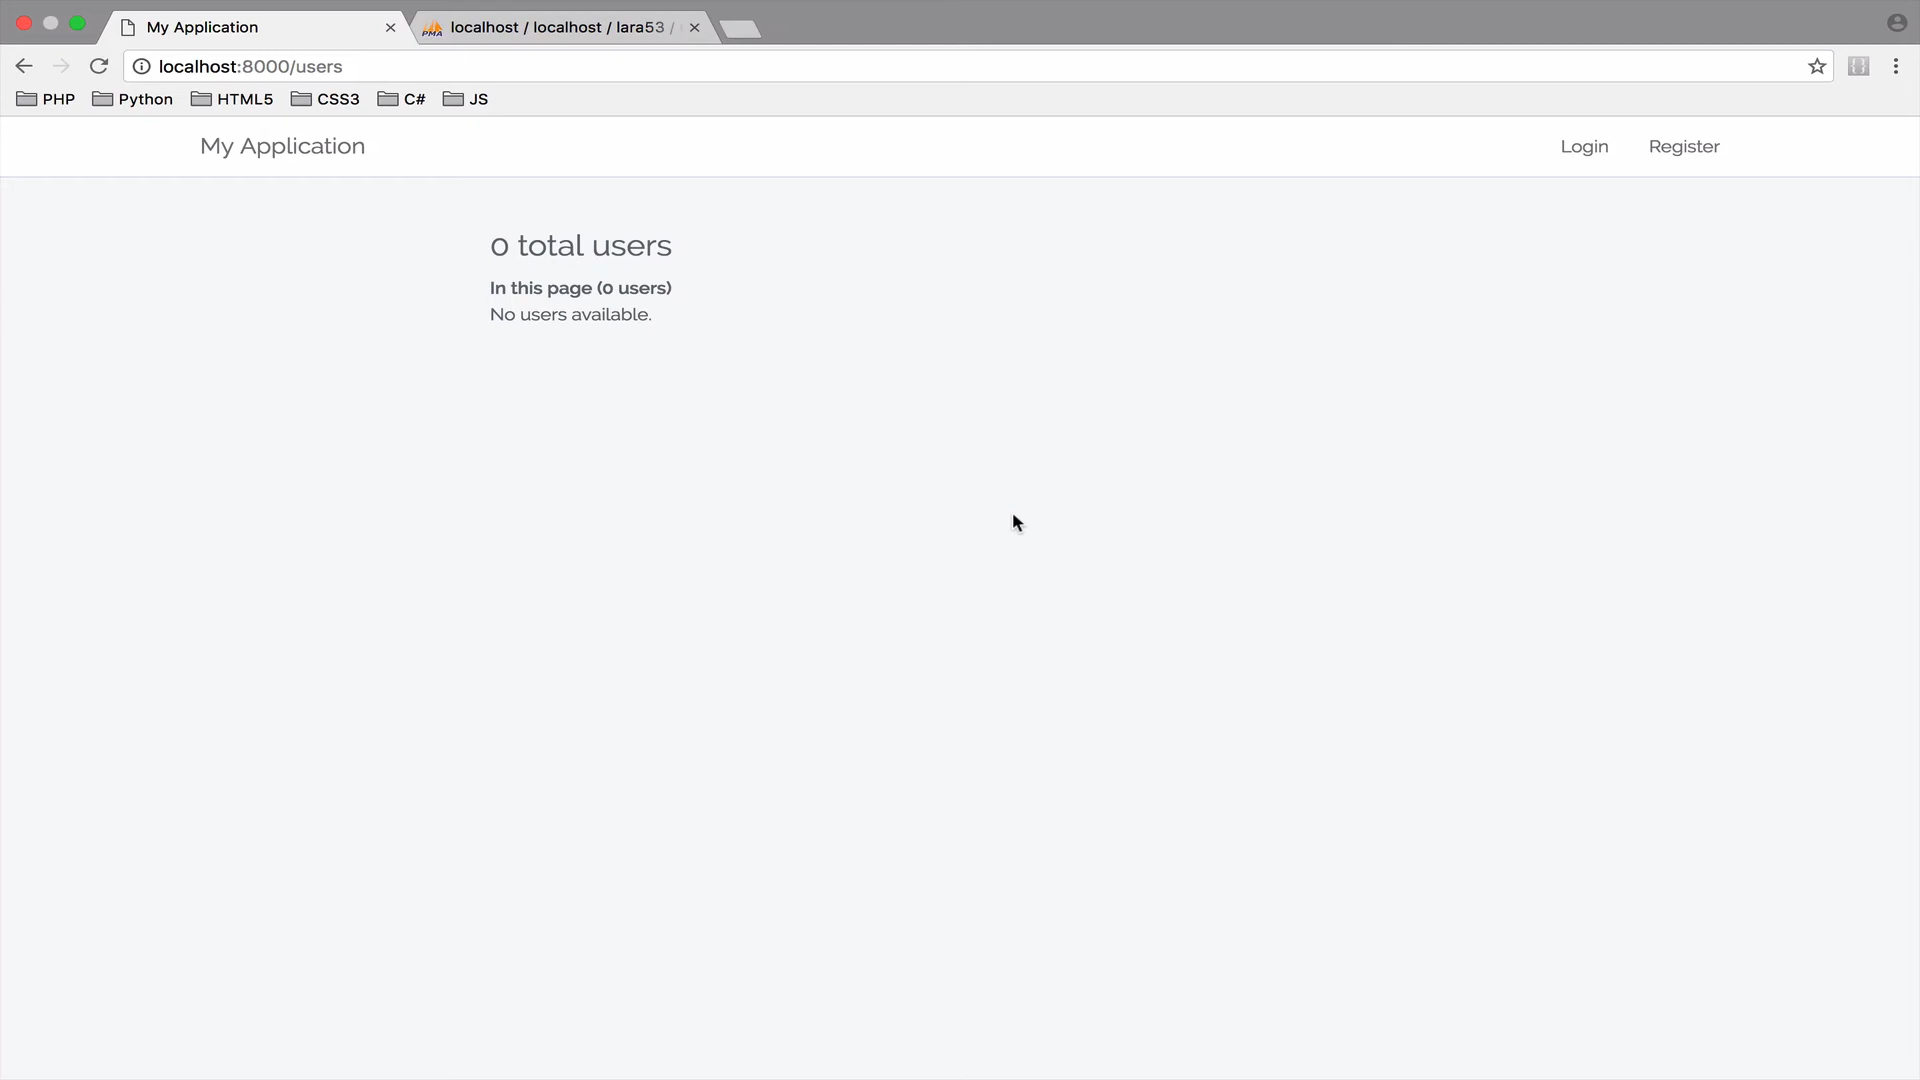 My Application
PMA localhost / localhost / lara53 /
localhost:8000/users
PHP Python HTML5 CSS3 C# JS
My Application Login Register
0 total users
In this page (0 users)
No users available.